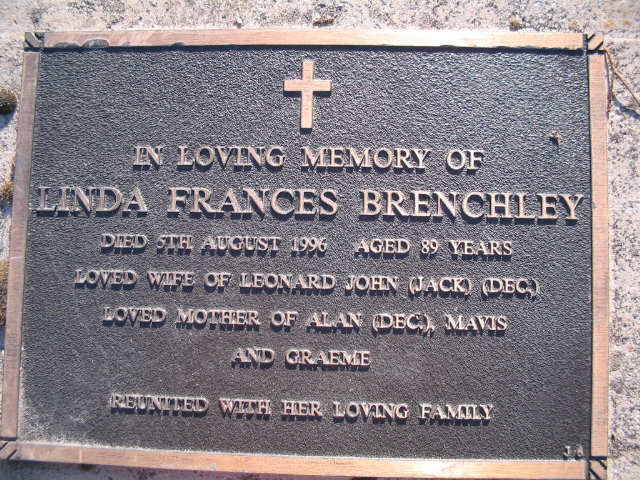 IN LOVING MEMORY OF
LINDA FRANCES BRENCHLEY
DIED 5TH AUGUST 1996 AGED 89 YEARS
LOVED WIFE OF LEONARD JOHN (JACK) (DEC.)
LOVED MOTHER OF ALAN (DEC.), MAVIS
AND GRAEME
REUNITED WITH HER LOVING FAMILY